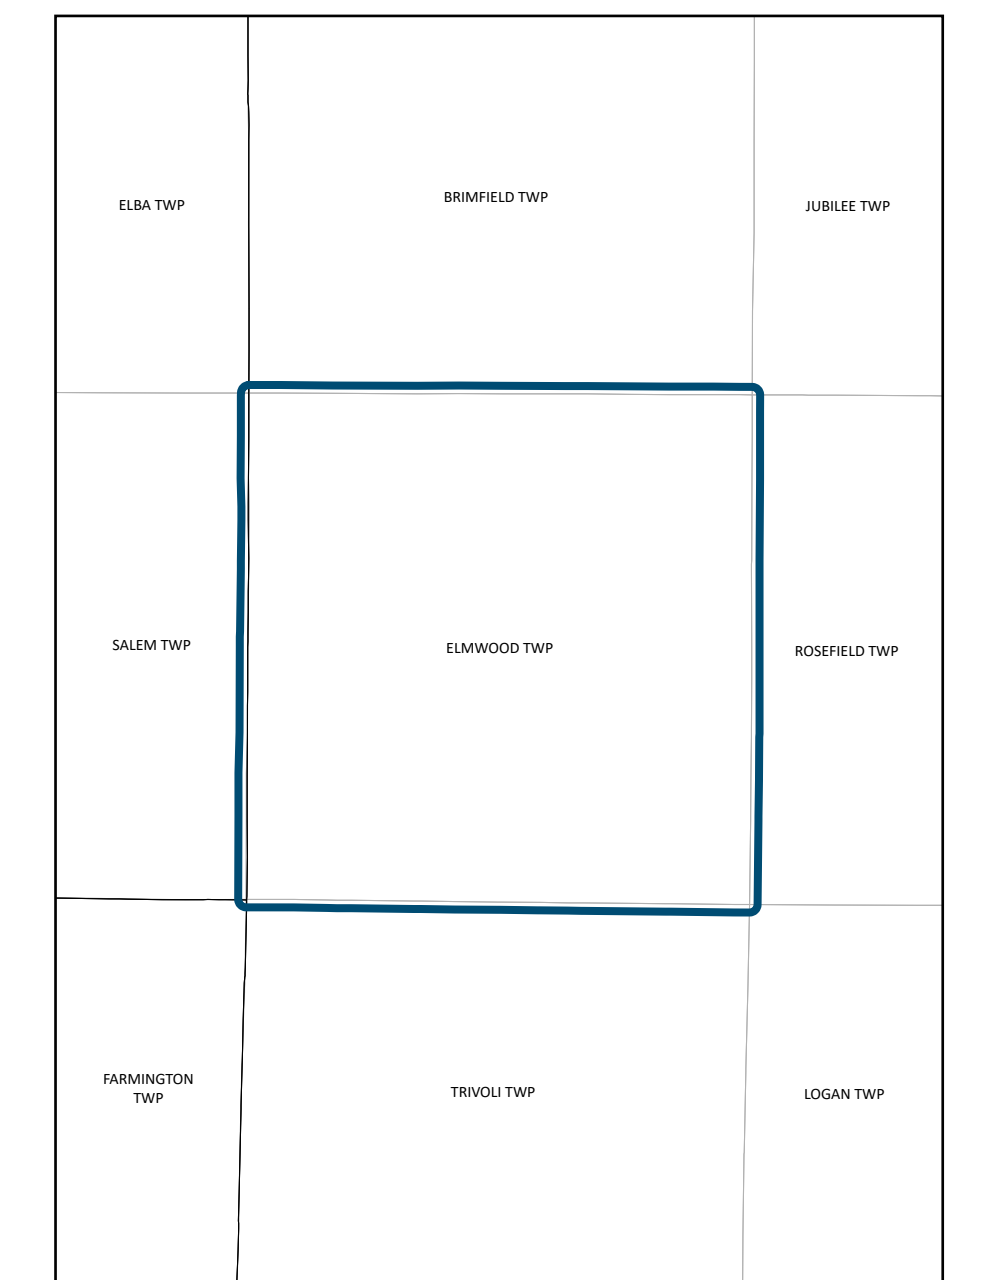 ELBA TWP
BRIMFIELD TWP
JUBILEE TWP
SALEM TWP
ELMWOOD TWP
ROSEFIELD TWP
FARMINGTON
TWP
TRIVOLI TWP
LOGAN TWP